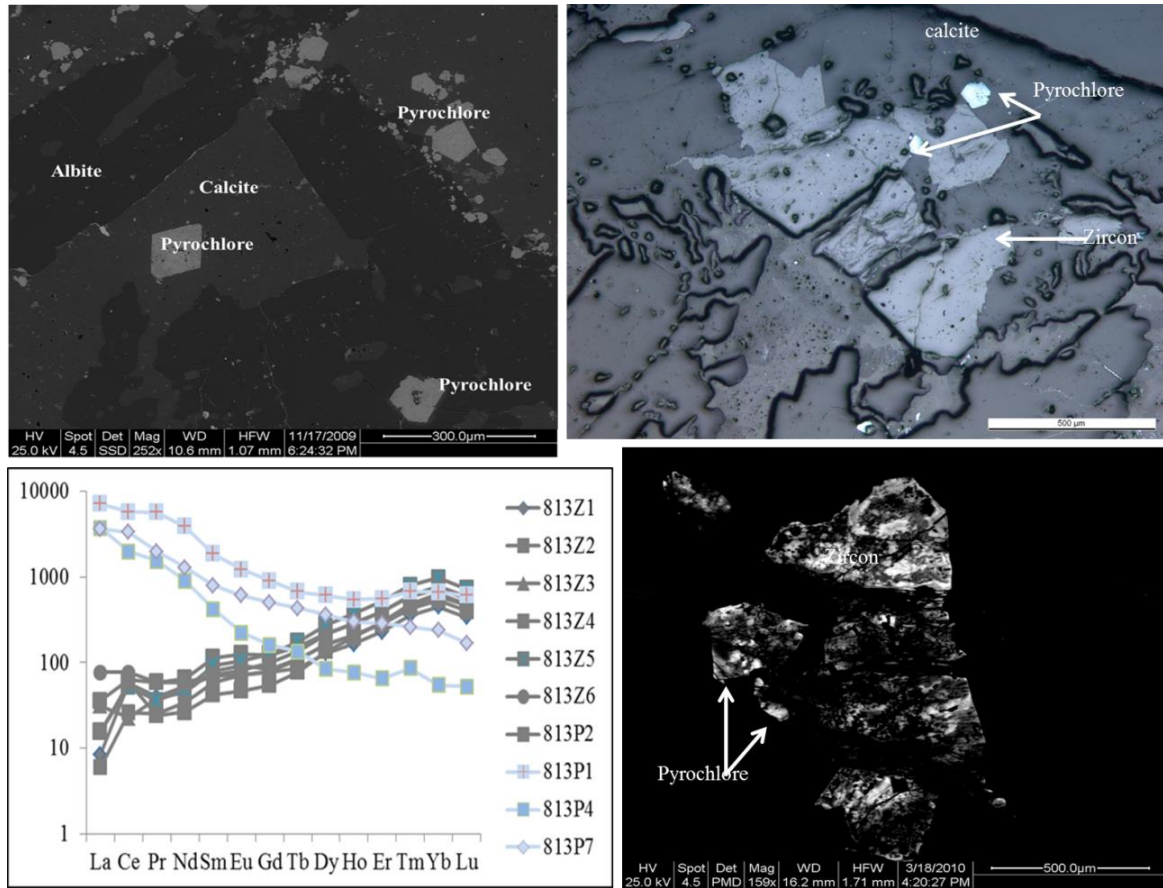 Pyrochlore
Albite
Calcite
Pyrochlore
Pyrochlore
HV Spot Det Mag WD HFW 11/17/2009 300.0µm
25.0 kV 4.5 SSD 252x 10.6 mm 1.07 mm 6:24:32 PM
calcite
Pyrochlore
Zircon
500 µm
10000
1000
100
10
1
La Ce Pr Nd Sm Eu Gd Tb Dy Ho Er Tm Yb Lu
813Z1
813Z2
813Z3
813Z4
813Z5
813Z6
813P2
813P1
813P4
813P7
Zircon
Pyrochlore
HV Spot Det Mag WD HFW 3/18/2010 500.0µm
25.0 kV 4.5 PMD 159x 16.2 mm 1.71 mm 4:20:27 PM